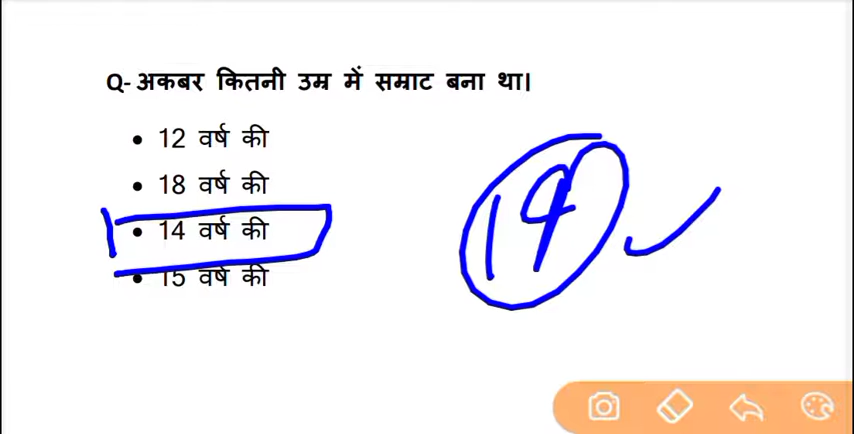 Q- अकबर कितनी उम्र में सम्राट बना था।
• 12 वर्ष की
• 18 वर्ष की
• 14 वर्ष की
• 15 वर्ष की
14